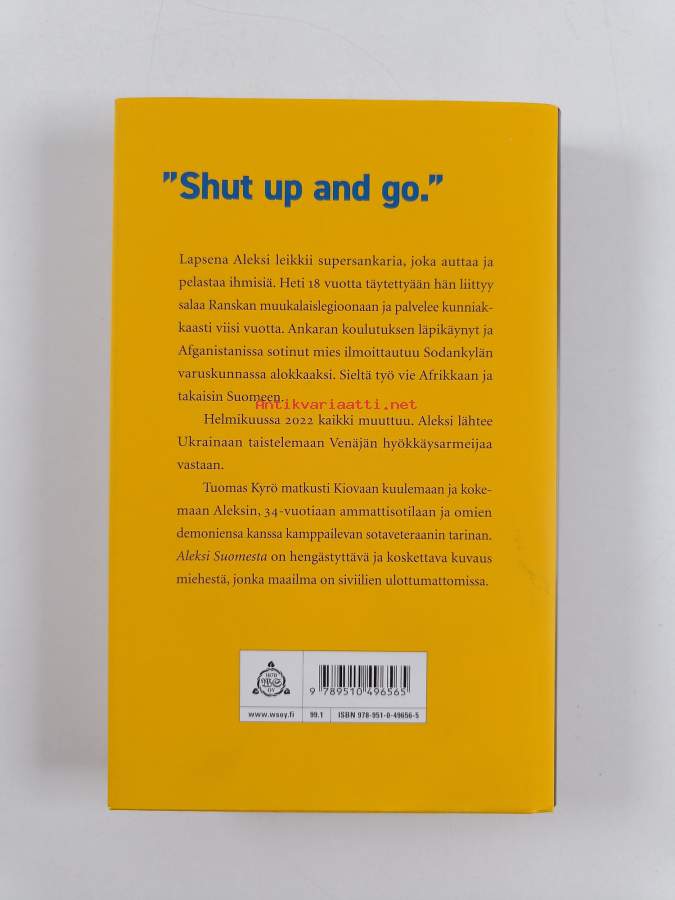 ”Shut up and go.”
Lapsena Aleksi leikkii supersankaria, joka auttaa ja
pelastaa ihmisiä. Heti 18 vuotta täytettyään hän liittyy
salaa Ranskan muukalaislegioonaan ja palvelee kunniak-
kaasti viisi vuotta. Ankaran koulutuksen läpikäynyt ja
Afganistanissa sotinut mies ilmoittautuu Sodankylän
varuskunnassa alokkaaksi. Sieltä työ vie Afrikkaan ja
takaisin Suomeen.
Antikvariaatti.net
Helmikuussa 2022 kaikki muuttuu. Aleksi lähtee
Ukrainaan taistelemaan Venäjän hyökkäysarmeijaa
vastaan.
Tuomas Kyrö matkusti Kiovaan kuulemaan ja koke-
maan Aleksin, 34-vuotiaan ammattisotilaan ja omien
demoniensa kanssa kamppailevan sotaveteraanin tarinan.
Aleksi Suomesta on hengästyttävä ja koskettava kuvaus
miehestä, jonka maailma on siviilien ulottumattomissa.
1878
OY
9 789510 496565
www.wsoy.fi 99.1 ISBN 978-951-0-49656-5